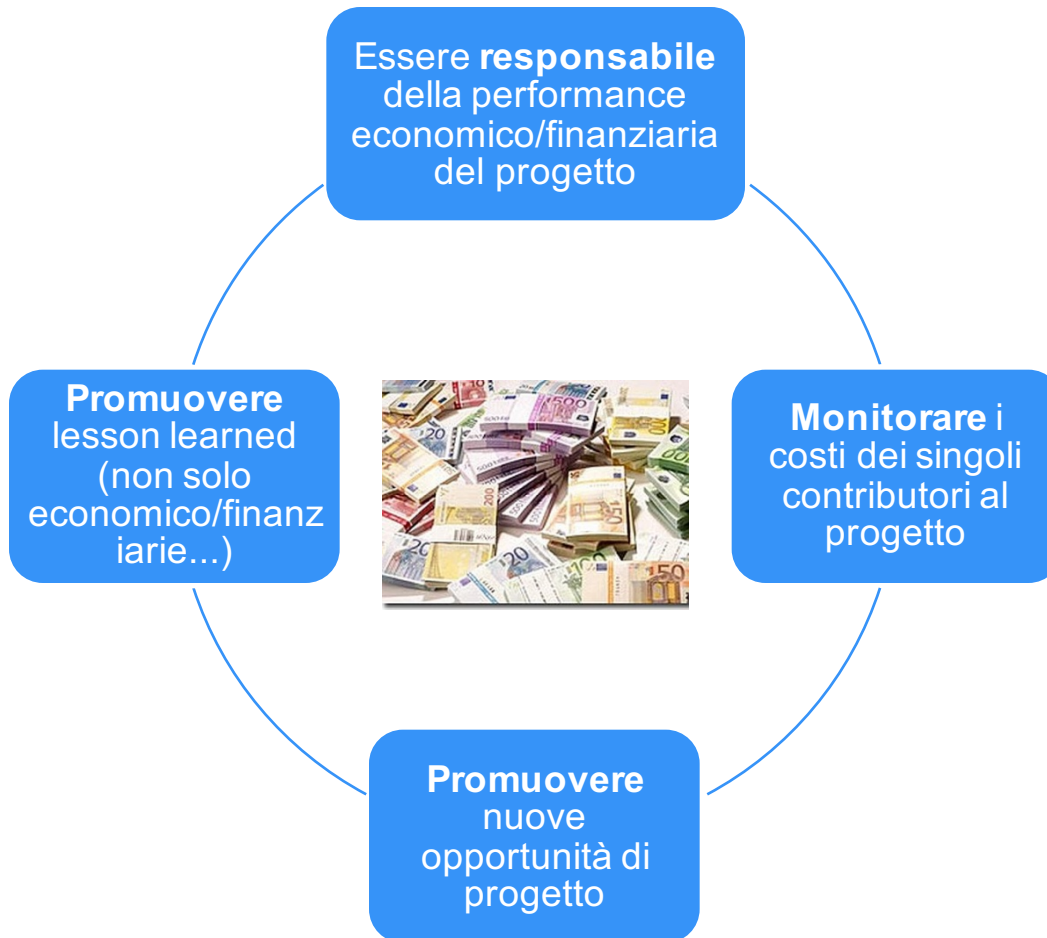 Essere responsabile
della performance
economico/finanziaria
del progetto
Promuovere
lesson learned
(non solo
economico/finanz
iarie...)
Monitorare i
costi dei singoli
contributori al
progetto
Promuovere
nuove
opportunità di
progetto